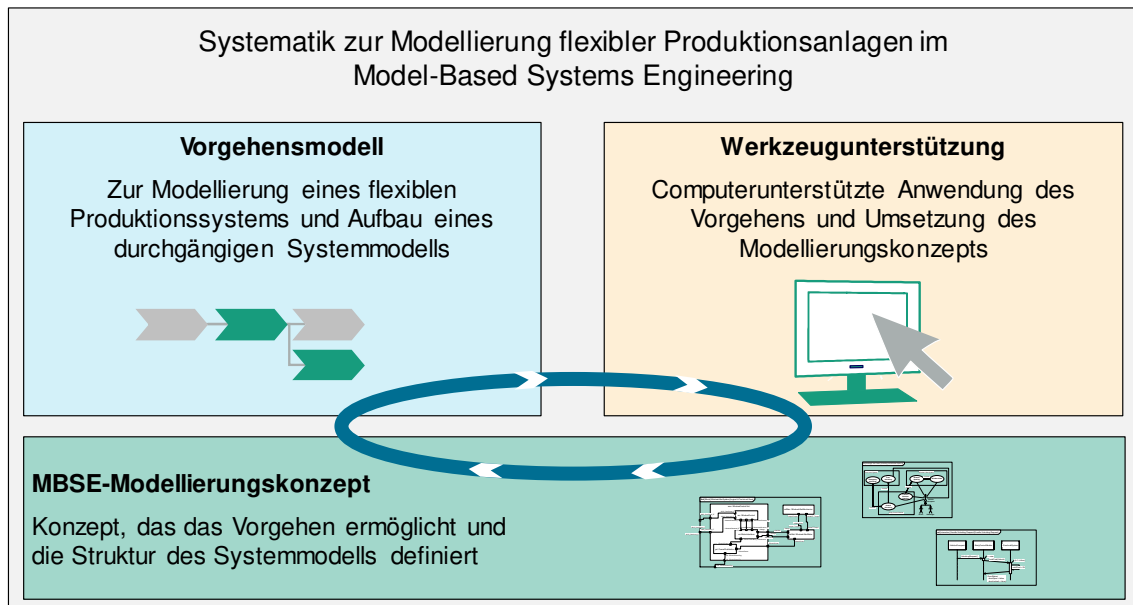 Systematik zur Modellierung flexibler Produktionsanlagen im
Model-Based Systems Engineering
Vorgehensmodell
Zur Modellierung eines flexiblen
Produktionssystems und Aufbau eines
durchgängigen Systemmodells
Werkzeugunterstützung
Computerunterstützte Anwendung des
Vorgehens und Umsetzung des
Modellierungskonzepts
MBSE-Modellierungskonzept
Konzept, das das Vorgehen ermöglicht und
die Struktur des Systemmodells definiert